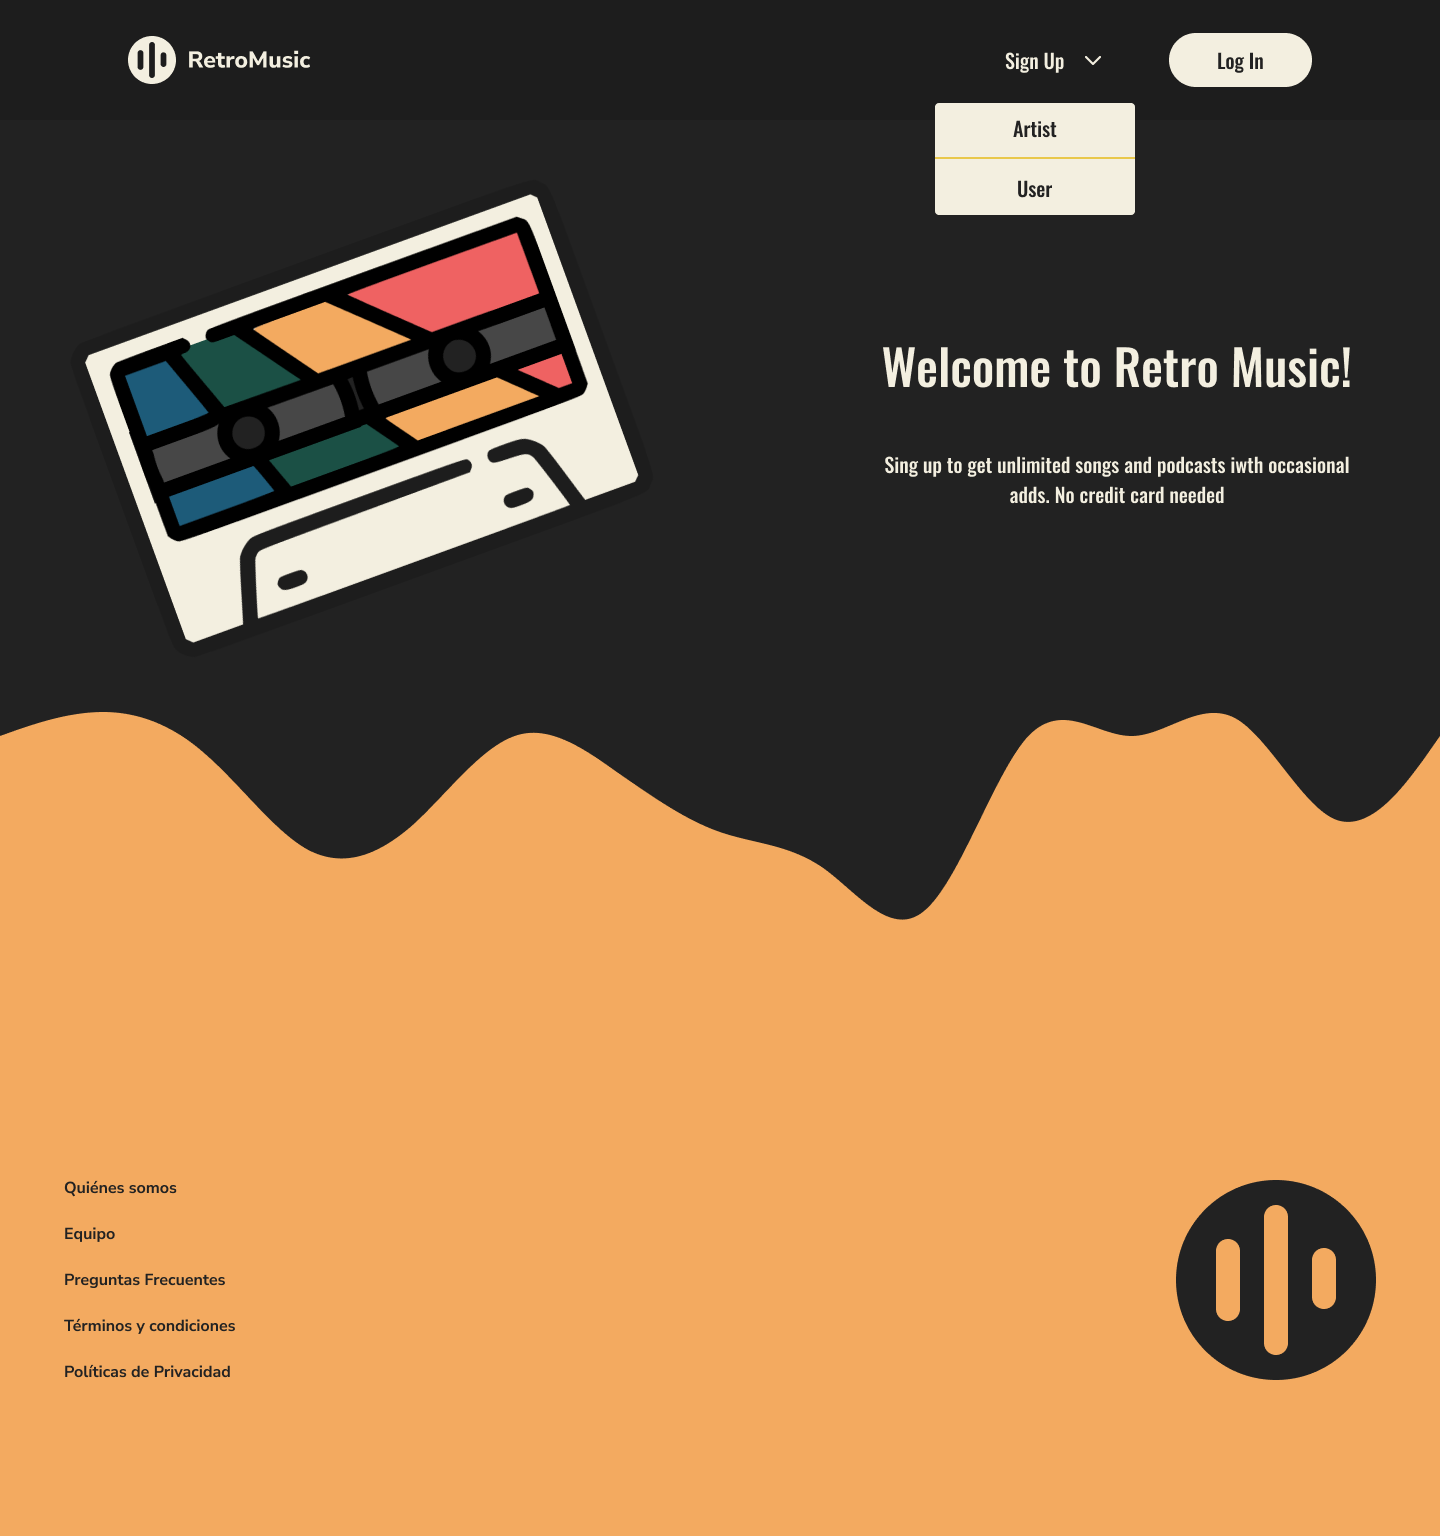 RetroMusic
Sign Up
Log In
Artist
User
Welcome to Retro Music!
Sing up to get unlimited songs and podcasts iwth occasional
adds. No credit card needed
Quiénes somos
Equipo
Preguntas Frecuentes
Términos y condiciones
Políticas de Privacidad